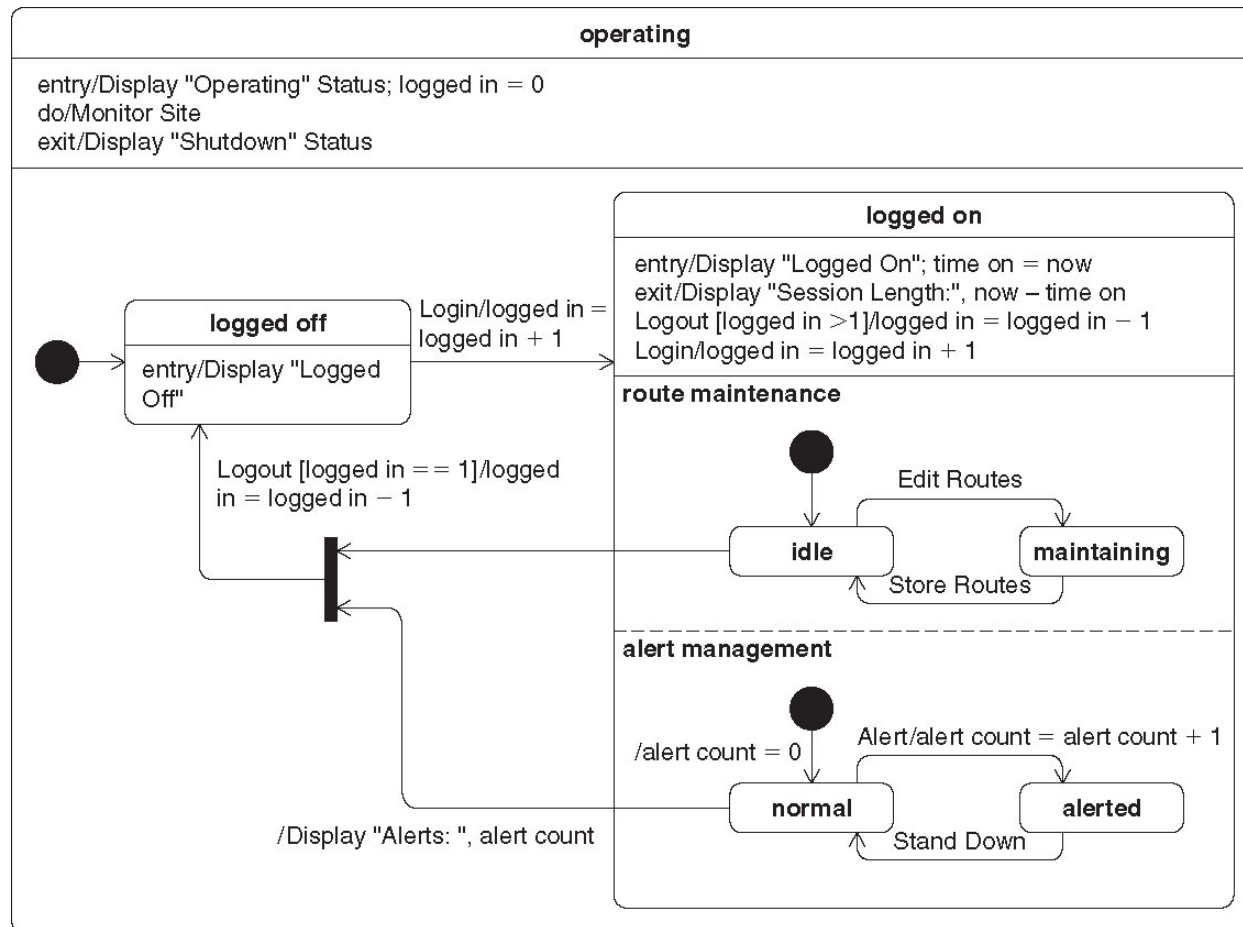 operating
entry/Display "Operating" Status; logged in = 0
do/Monitor Site
exit/Display "Shutdown" Status
logged on
entry/Display "Logged On"; time on = now
exit/Display "Session Length:", now – time on
Logout [logged in >1]/logged in = logged in – 1
Login/logged in = logged in + 1
Login/logged in =
logged in + 1
logged off
entry/Display "Logged
Off"
Logout [logged in == 1]/logged
in = logged in – 1
route maintenance
Edit Routes
idle
maintaining
Store Routes
alert management
/alert count = 0
Alert/alert count = alert count + 1
normal
alerted
Stand Down
/Display "Alerts: ", alert count